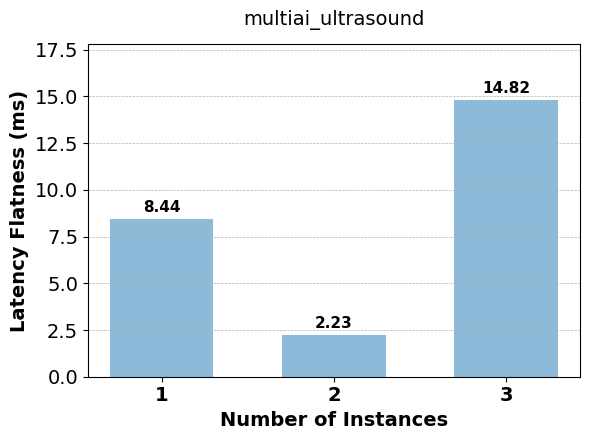 multiai_ultrasound
Latency Flatness (ms)
17.5
15.0
12.5
10.0
7.5
5.0
2.5
0.0
8.44
2.23
14.82
1 2 3
Number of Instances